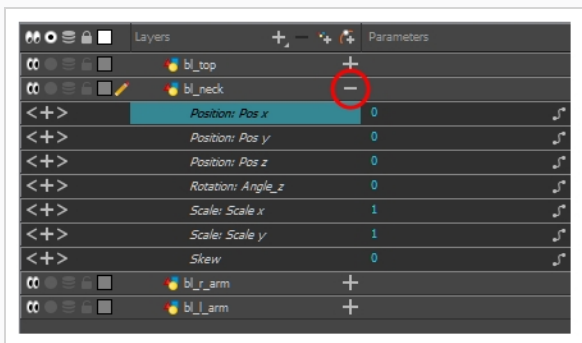 Layers Parameters
bl_top
bl_neck
Position: Pos x 0
Position: Pos y 0
Position: Pos z 0
Rotation: Angle_z 0
Scale: Scale x 1
Scale: Scale y 1
Skew 0
bl_r_arm
bl_l_arm